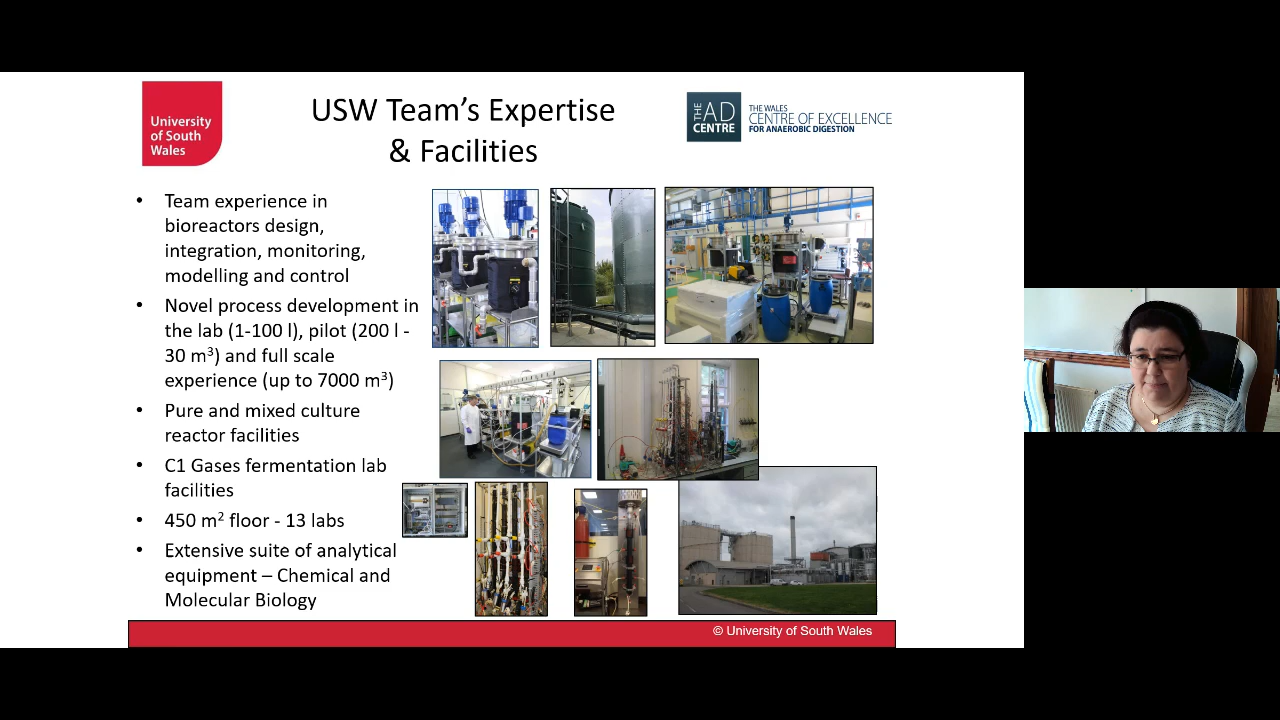 University
of South
Wales
USW Team's Expertise
& Facilities
THE AD
CENTRE
THE WALES
CENTRE OF EXCELLENCE
FOR ANAEROBIC DIGESTION
• Team experience in
bioreactors design,
integration, monitoring,
modelling and control
• Novel process development in
the lab (1-100 l), pilot (200 l -
30 m³) and full scale
experience (up to 7000 m³)
• Pure and mixed culture
reactor facilities
• C1 Gases fermentation lab
facilities
• 450 m² floor - 13 labs
• Extensive suite of analytical
equipment – Chemical and
Molecular Biology
© University of South Wales